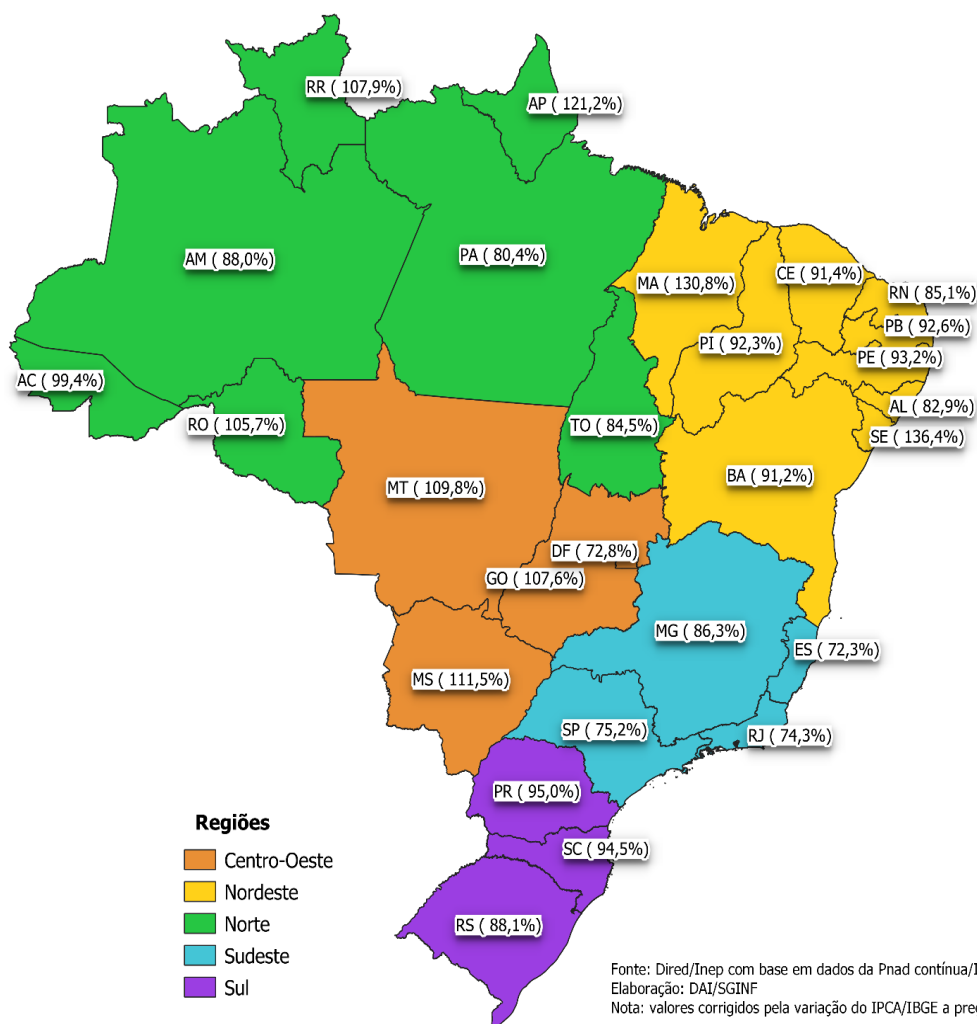 RR ( 107,9%)
AP ( 121,2%)
AM ( 88,0%)
PA ( 80,4%)
MA ( 130,8%)
CE ( 91,4%)
RN ( 85,1%)
PB ( 92,6%)
PI ( 92,3%)
PE ( 93,2%)
AC ( 99,4%)
AL ( 82,9%)
RO ( 105,7%)
TO ( 84,5%)
SE ( 136,4%)
MT ( 109,8%)
BA ( 91,2%)
DF ( 72,8%)
GO ( 107,6%)
MG ( 86,3%)
ES ( 72,3%)
MS ( 111,5%)
SP ( 75,2%)
RJ ( 74,3%)
PR ( 95,0%)
SC ( 94,5%)
RS ( 88,1%)
Regiões
Centro-Oeste
Nordeste
Norte
Sudeste
Sul
Fonte: Dired/Inep com base em dados da Pnad contínua/
Elaboração: DAI/SGINF
Nota: valores corrigidos pela variação do IPCA/IBGE a